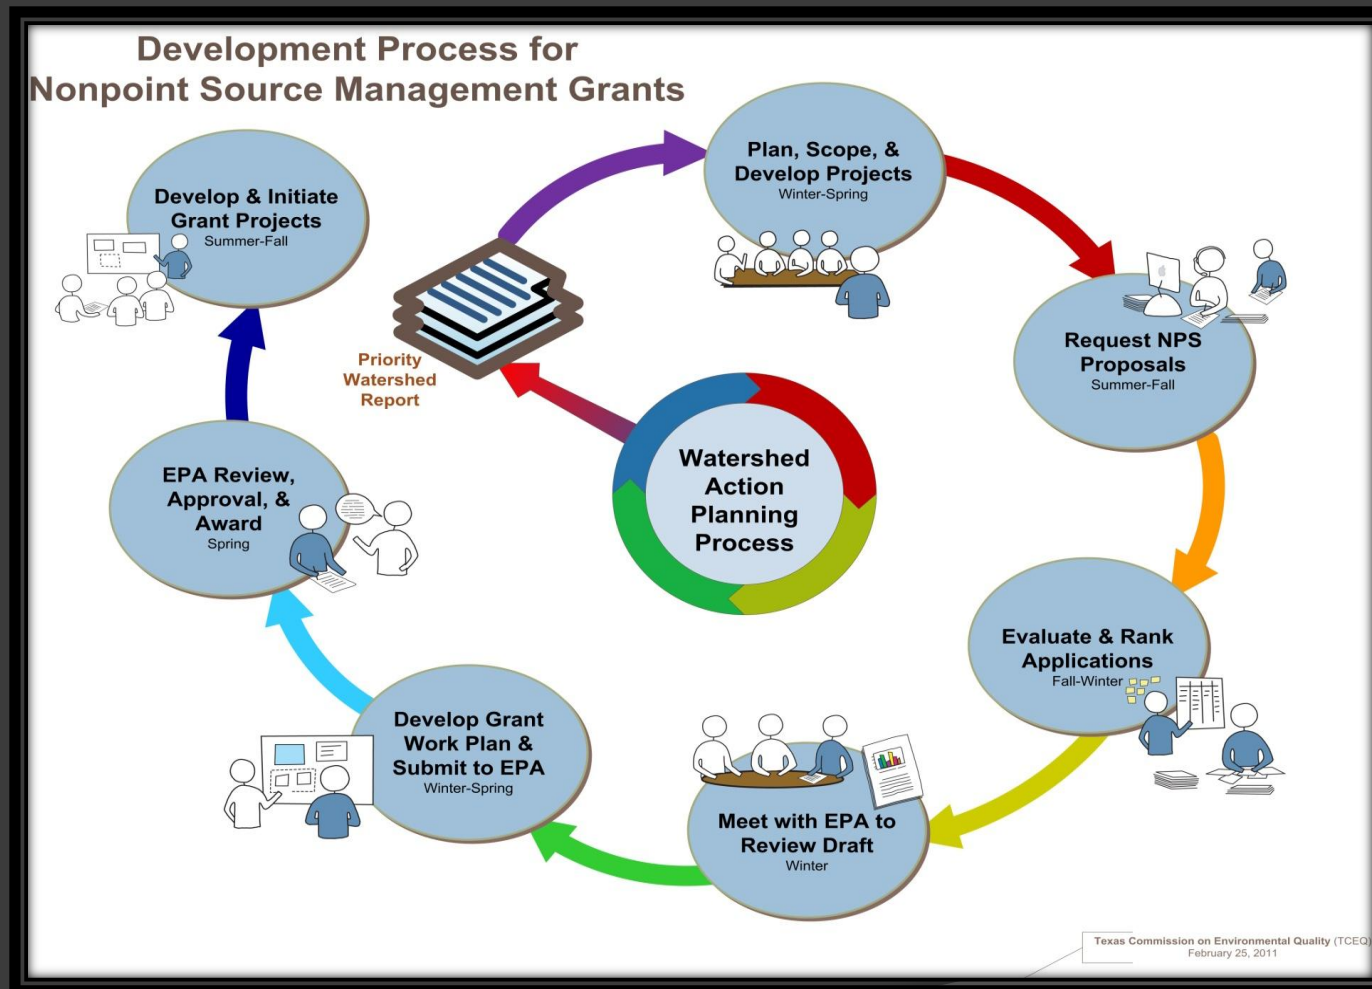 Development Process for
Nonpoint Source Management Grants
Plan, Scope, &
Develop Projects
Winter-Spring
Request NPS
Proposals
Summer-Fall
Evaluate & Rank
Applications
Fall-Winter
Meet with EPA to
Review Draft
Winter
Develop Grant
Work Plan &
Submit to EPA
Winter-Spring
EPA Review,
Approval, &
Award
Spring
Develop & Initiate
Grant Projects
Summer-Fall
Priority
Watershed
Report
Watershed
Action
Planning
Process
Texas Commission on Environmental Quality (TCEQ)
February 25, 2011